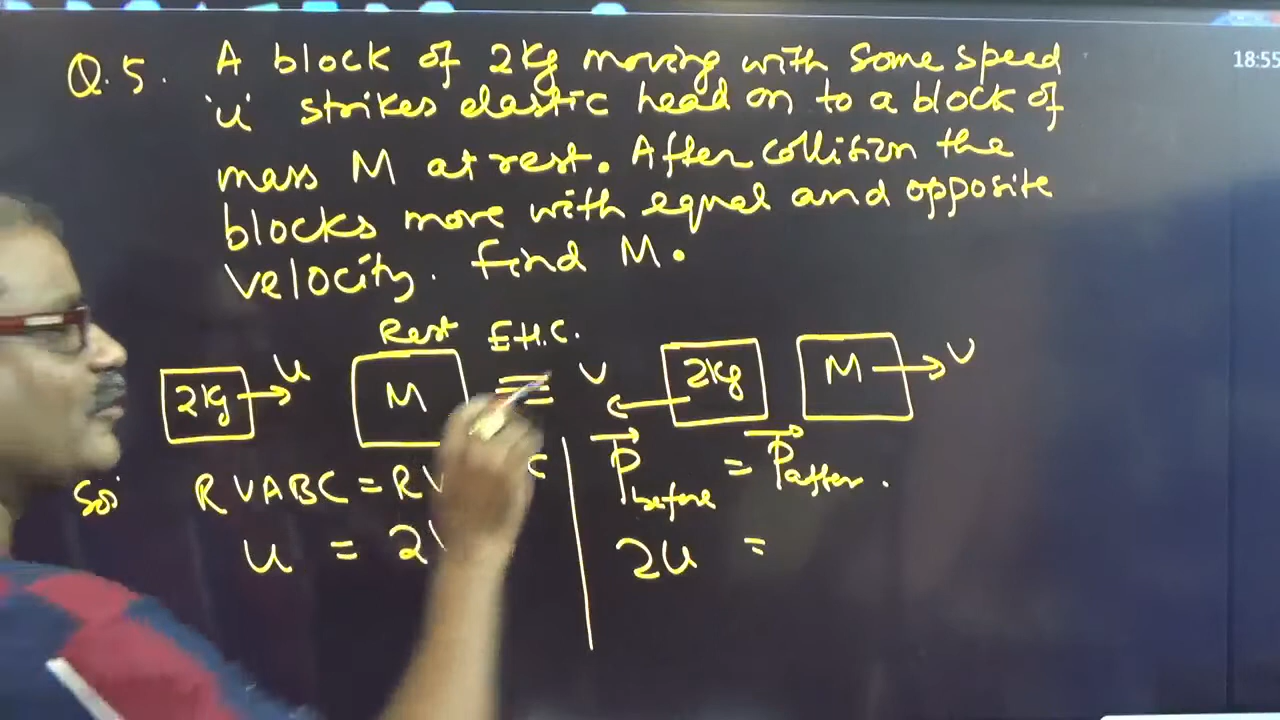 18:55
Q.5. A block of 2kg moving with some speed
'u' strikes elastic head on to a block of
mass M at rest. After collision the
blocks move with equal and opposite
velocity. find M.
Rest E.H.C.
2kg u M V 2kg M V
So, RVABC = RV C
P before = P after.
u = 2V
2u =